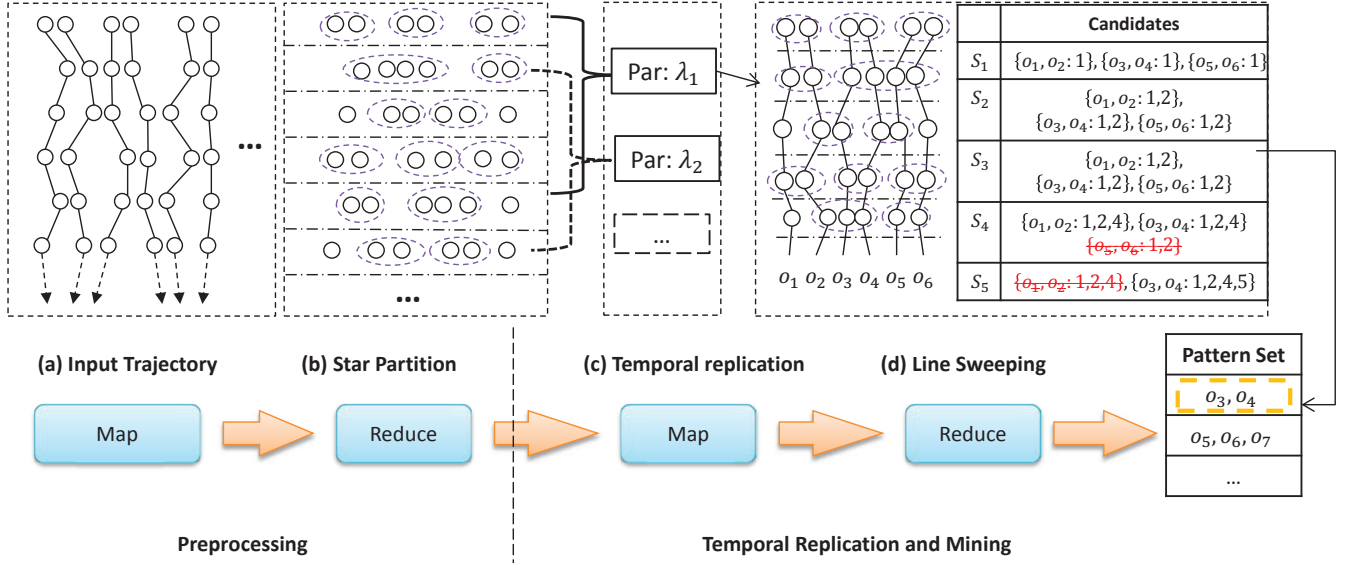 ...
...
Par: λ₁
Par: λ₂
...
o₁ o₂ o₃ o₄ o₅ o₆
Candidates
S₁ {o₁, o₂: 1}, {o₃, o₄: 1}, {o₅, o₆: 1}
S₂ {o₁, o₂: 1,2},
{o₃, o₄: 1,2}, {o₅, o₆: 1,2}
S₃ {o₁, o₂: 1,2},
{o₃, o₄: 1,2}, {o₅, o₆: 1,2}
S₄ {o₁, o₂: 1,2,4}, {o₃, o₄: 1,2,4}
{o₅, o₆: 1,2}
S₅ {o₁, o₂: 1,2,4}, {o₃, o₄: 1,2,4,5}
(a) Input Trajectory
(b) Star Partition
(c) Temporal replication
(d) Line Sweeping
Map
Reduce
Map
Reduce
Pattern Set
o₃, o₄
o₅, o₆, o₇
...
Preprocessing
Temporal Replication and Mining